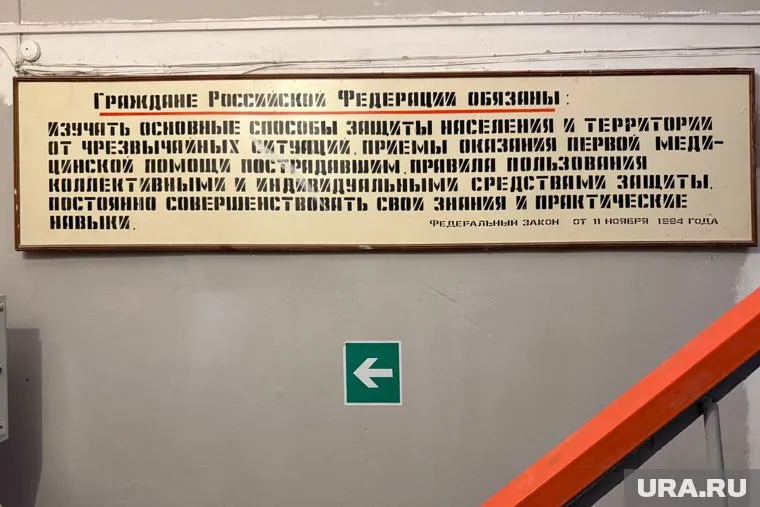 Граждане Российской Федерации обязаны:
изучать основные способы защиты населения и территории
от чрезвычайных ситуаций, приемы оказания первой меди-
цинской помощи пострадавшим, правила пользования
коллективными и индивидуальными средствами защиты,
постоянно совершенствовать свои знания и практические
навыки.
Федеральный закон от 11 ноября 1994 года
URA.RU